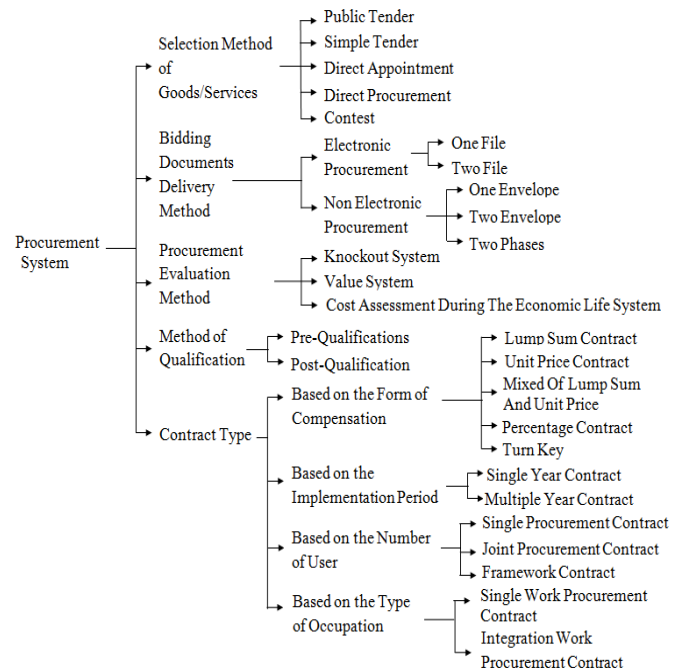 Procurement
System
Selection Method
of
Goods/Services
Public Tender
Simple Tender
Direct Appointment
Direct Procurement
Contest
Bidding
Documents
Delivery
Method
Electronic
Procurement
One File
Two File
Non Electronic
Procurement
One Envelope
Two Envelope
Two Phases
Procurement
Evaluation
Method
Knockout System
Value System
Cost Assessment During The Economic Life System
Method of
Qualification
Pre-Qualifications
Post-Qualification
Contract Type
Based on the Form of
Compensation
Lump Sum Contract
Unit Price Contract
Mixed Of Lump Sum
And Unit Price
Percentage Contract
Turn Key
Based on the
Implementation Period
Single Year Contract
Multiple Year Contract
Based on the Number
of User
Single Procurement Contract
Joint Procurement Contract
Framework Contract
Based on the Type
of Occupation
Single Work Procurement
Contract
Integration Work
Procurement Contract